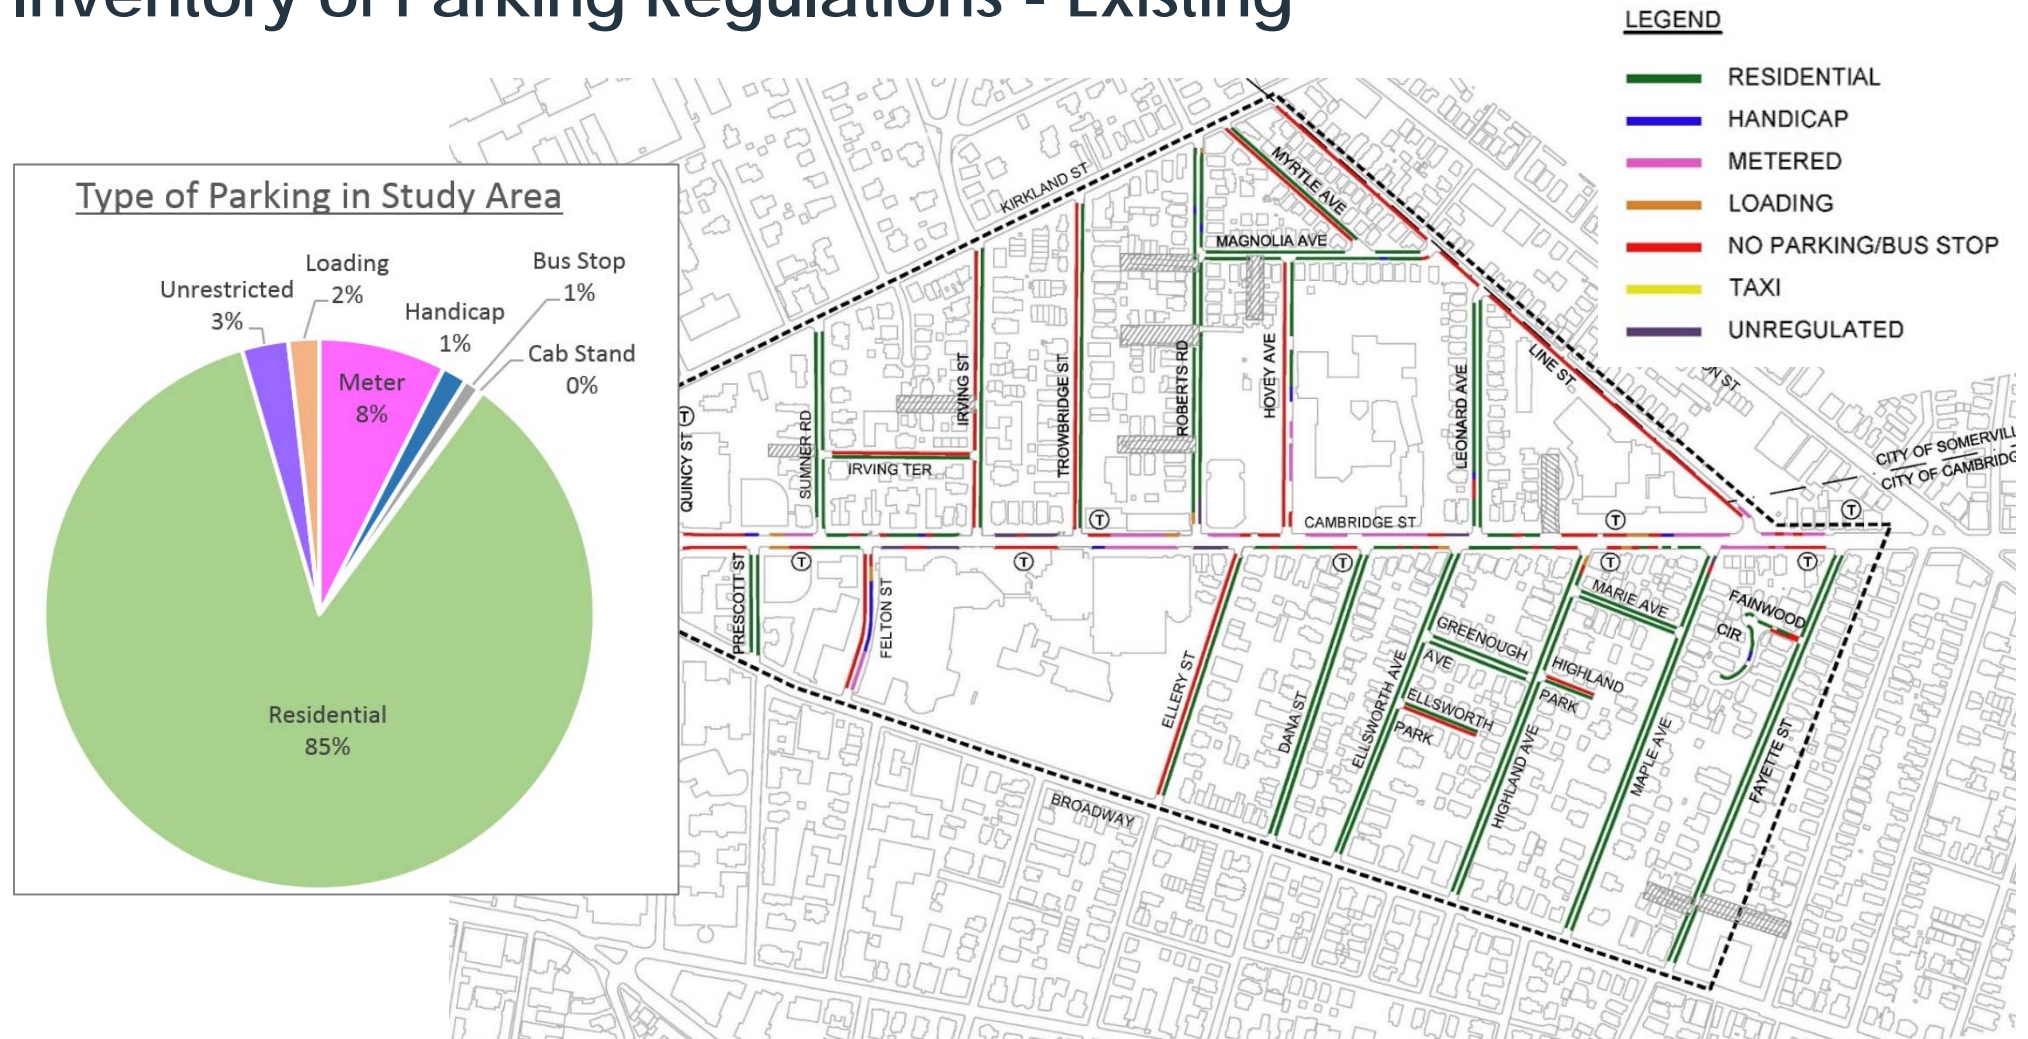 Inventory of Parking Regulations - Existing
LEGEND
RESIDENTIAL
HANDICAP
METERED
LOADING
NO PARKING/BUS STOP
TAXI
UNREGULATED
Type of Parking in Study Area
Unrestricted
3%
Loading
2%
Handicap
1%
Bus Stop
1%
Cab Stand
0%
Meter
8%
Residential
85%
KIRKLAND ST
MYRTLE AVE
MAGNOLIA AVE
QUINCY ST
T
SUMNER RD
IRVING TER
IRVING ST
TROWBRIDGE ST
ROBERTS RD
HOVEY AVE
LEONARD AVE
LINE ST
ON ST
CITY OF SOMERVILL
CITY OF CAMBRIDG
T
CAMBRIDGE ST
T
T
T
T
T
T
T
PRESCOTT ST
FELTON ST
ELLERY ST
DANA ST
ELLSWORTH AVE
GREENOUGH
AVE
ELLSWORTH
PARK
HIGHLAND
PARK
HIGHLAND AVE
MARIE AVE
MAPLE AVE
FAINWOOD
CIR
FAYETTE ST
BROADWAY